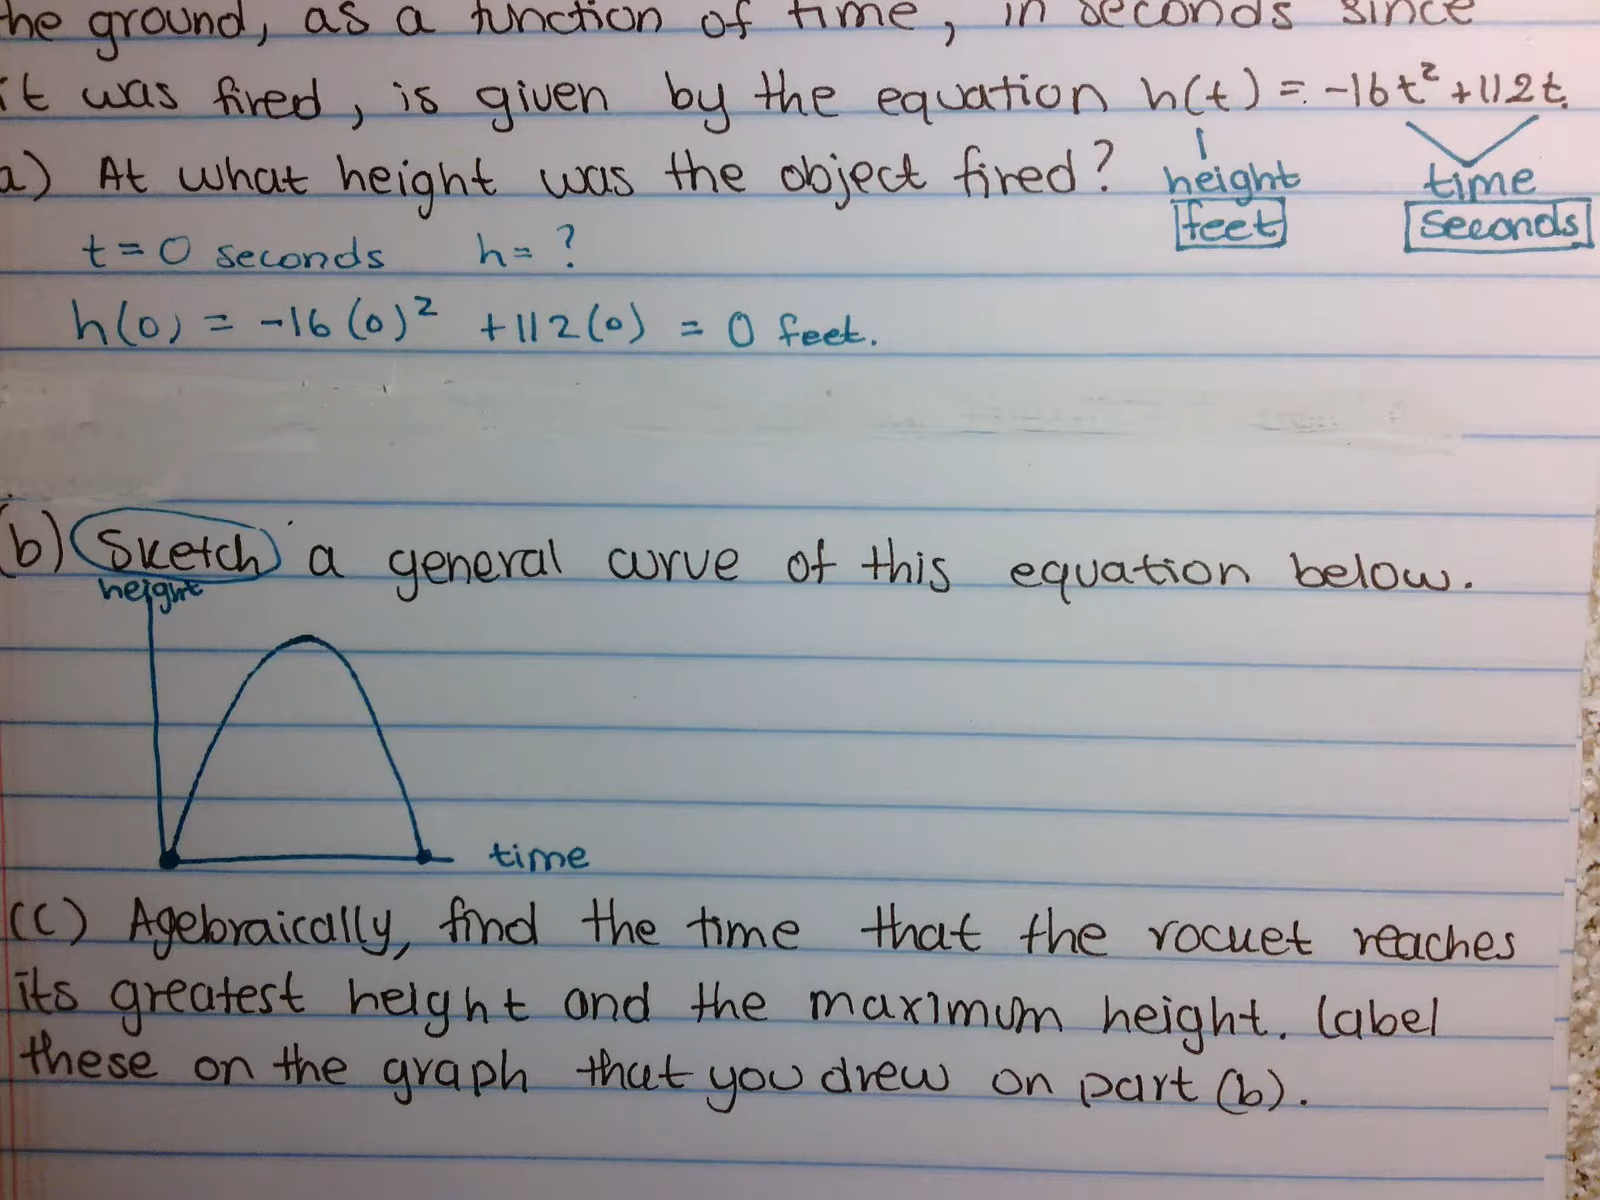 the ground, as a function of time, in seconds since
it was fired, is given by the equation h(t) = -16t² +112t.
a) At what height was the object fired?
height
feet
time
Seconds
t = 0 seconds h= ?
h(0) = -16(0)² +112(0) = 0 feet.
(b) Sketch a general curve of this equation below.
height
time
(c) Agebraically, find the time that the rocket reaches
its greatest height and the maximum height. Label
these on the graph that you drew on part (b).